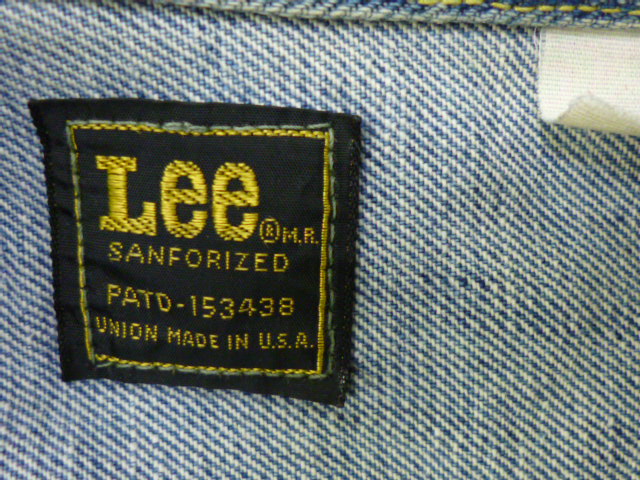 Lee ® M.R.
SANFORIZED
PATD-153438
UNION MADE IN U.S.A.